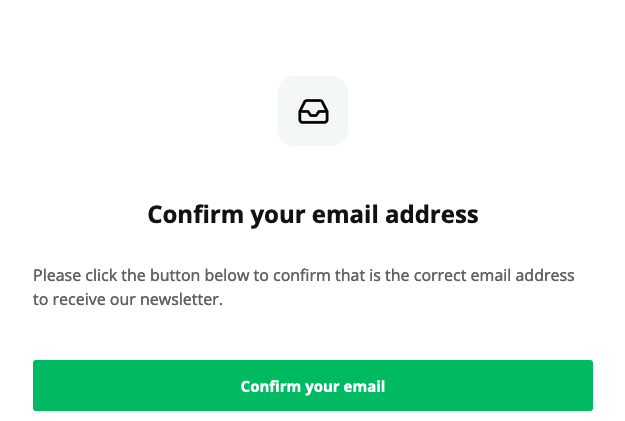 Confirm your email address
Please click the button below to confirm that is the correct email address
to receive our newsletter.
Confirm your email